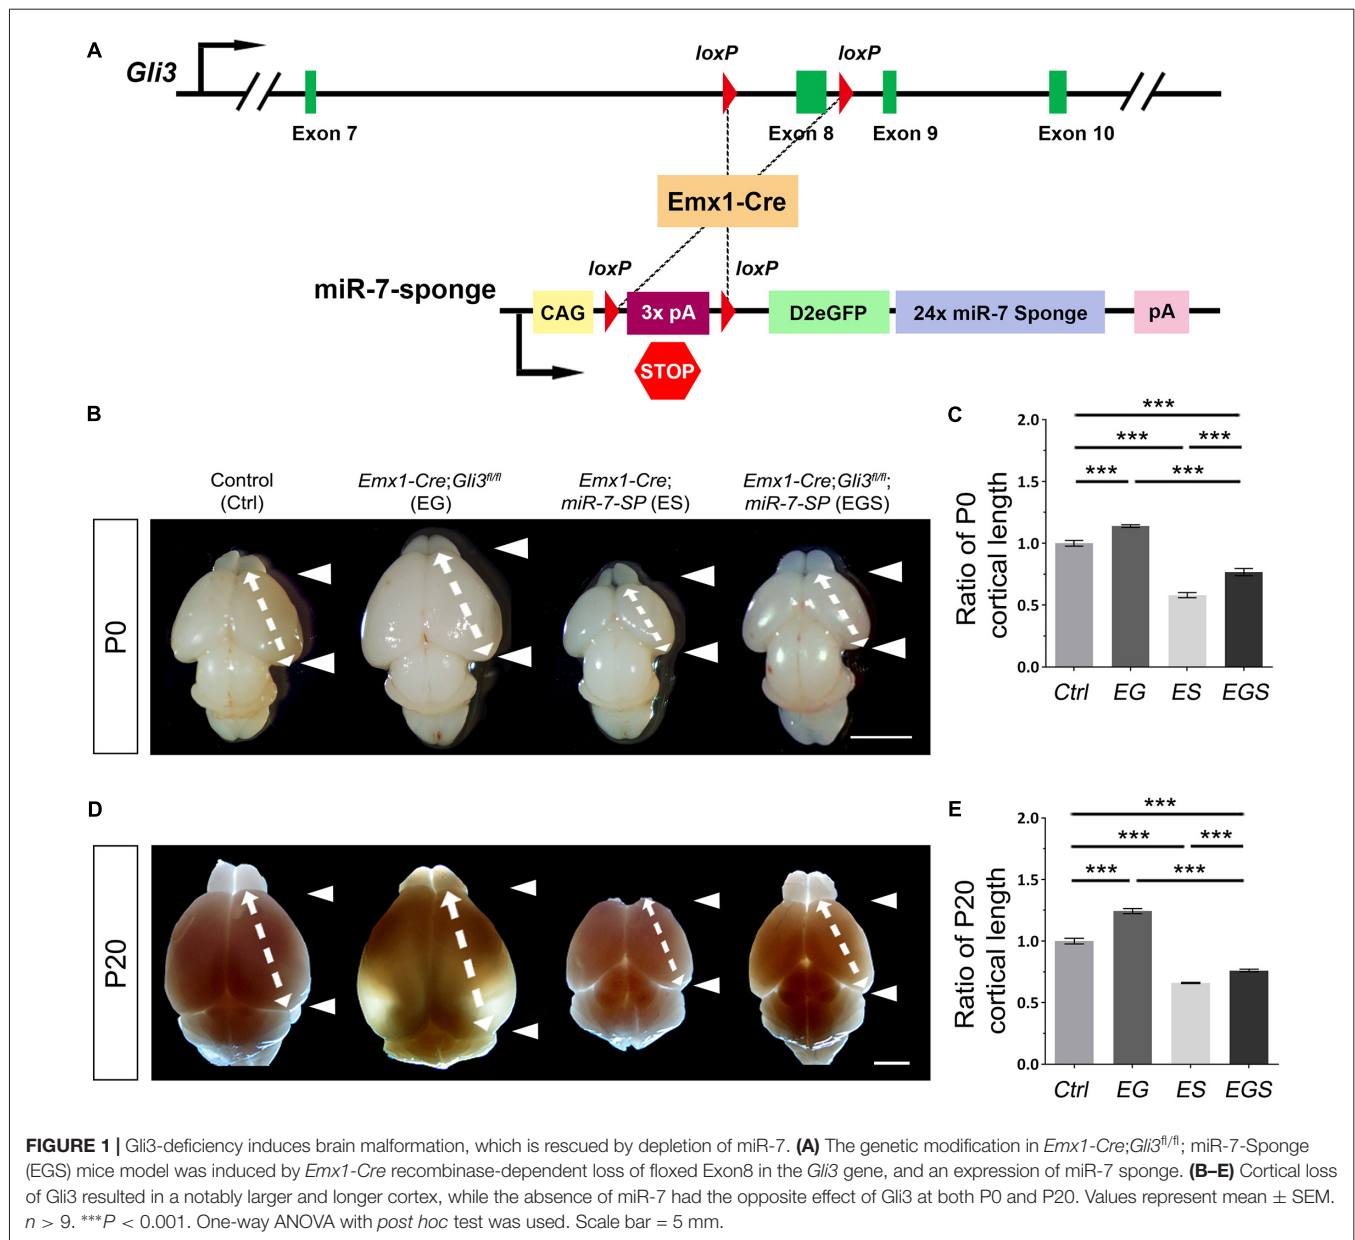 A
Gli3
loxP
loxP
Exon 7
Exon 8
Exon 9
Exon 10
Emx1-Cre
miR-7-sponge
loxP
loxP
CAG
3x pA
D2eGFP
24x miR-7 Sponge
pA
STOP
B
Control
(Ctrl)
Emx1-Cre;Gli3fl/fl
(EG)
Emx1-Cre;
miR-7-SP (ES)
Emx1-Cre;Gli3fl/fl;
miR-7-SP (EGS)
P0
C
Ratio of P0
cortical length
2.0
1.5
1.0
0.5
0.0
***
*** ***
*** ***
Ctrl EG ES EGS
D
P20
E
Ratio of P20
cortical length
2.0
1.5
1.0
0.5
0.0
***
*** ***
*** ***
Ctrl EG ES EGS
FIGURE 1 | Gli3-deficiency induces brain malformation, which is rescued by depletion of miR-7. (A) The genetic modification in Emx1-Cre;Gli3fl/fl; miR-7-Sponge
(EGS) mice model was induced by Emx1-Cre recombinase-dependent loss of floxed Exon8 in the Gli3 gene, and an expression of miR-7 sponge. (B–E) Cortical loss
of Gli3 resulted in a notably larger and longer cortex, while the absence of miR-7 had the opposite effect of Gli3 at both P0 and P20. Values represent mean ± SEM.
n > 9. ***P < 0.001. One-way ANOVA with post hoc test was used. Scale bar = 5 mm.